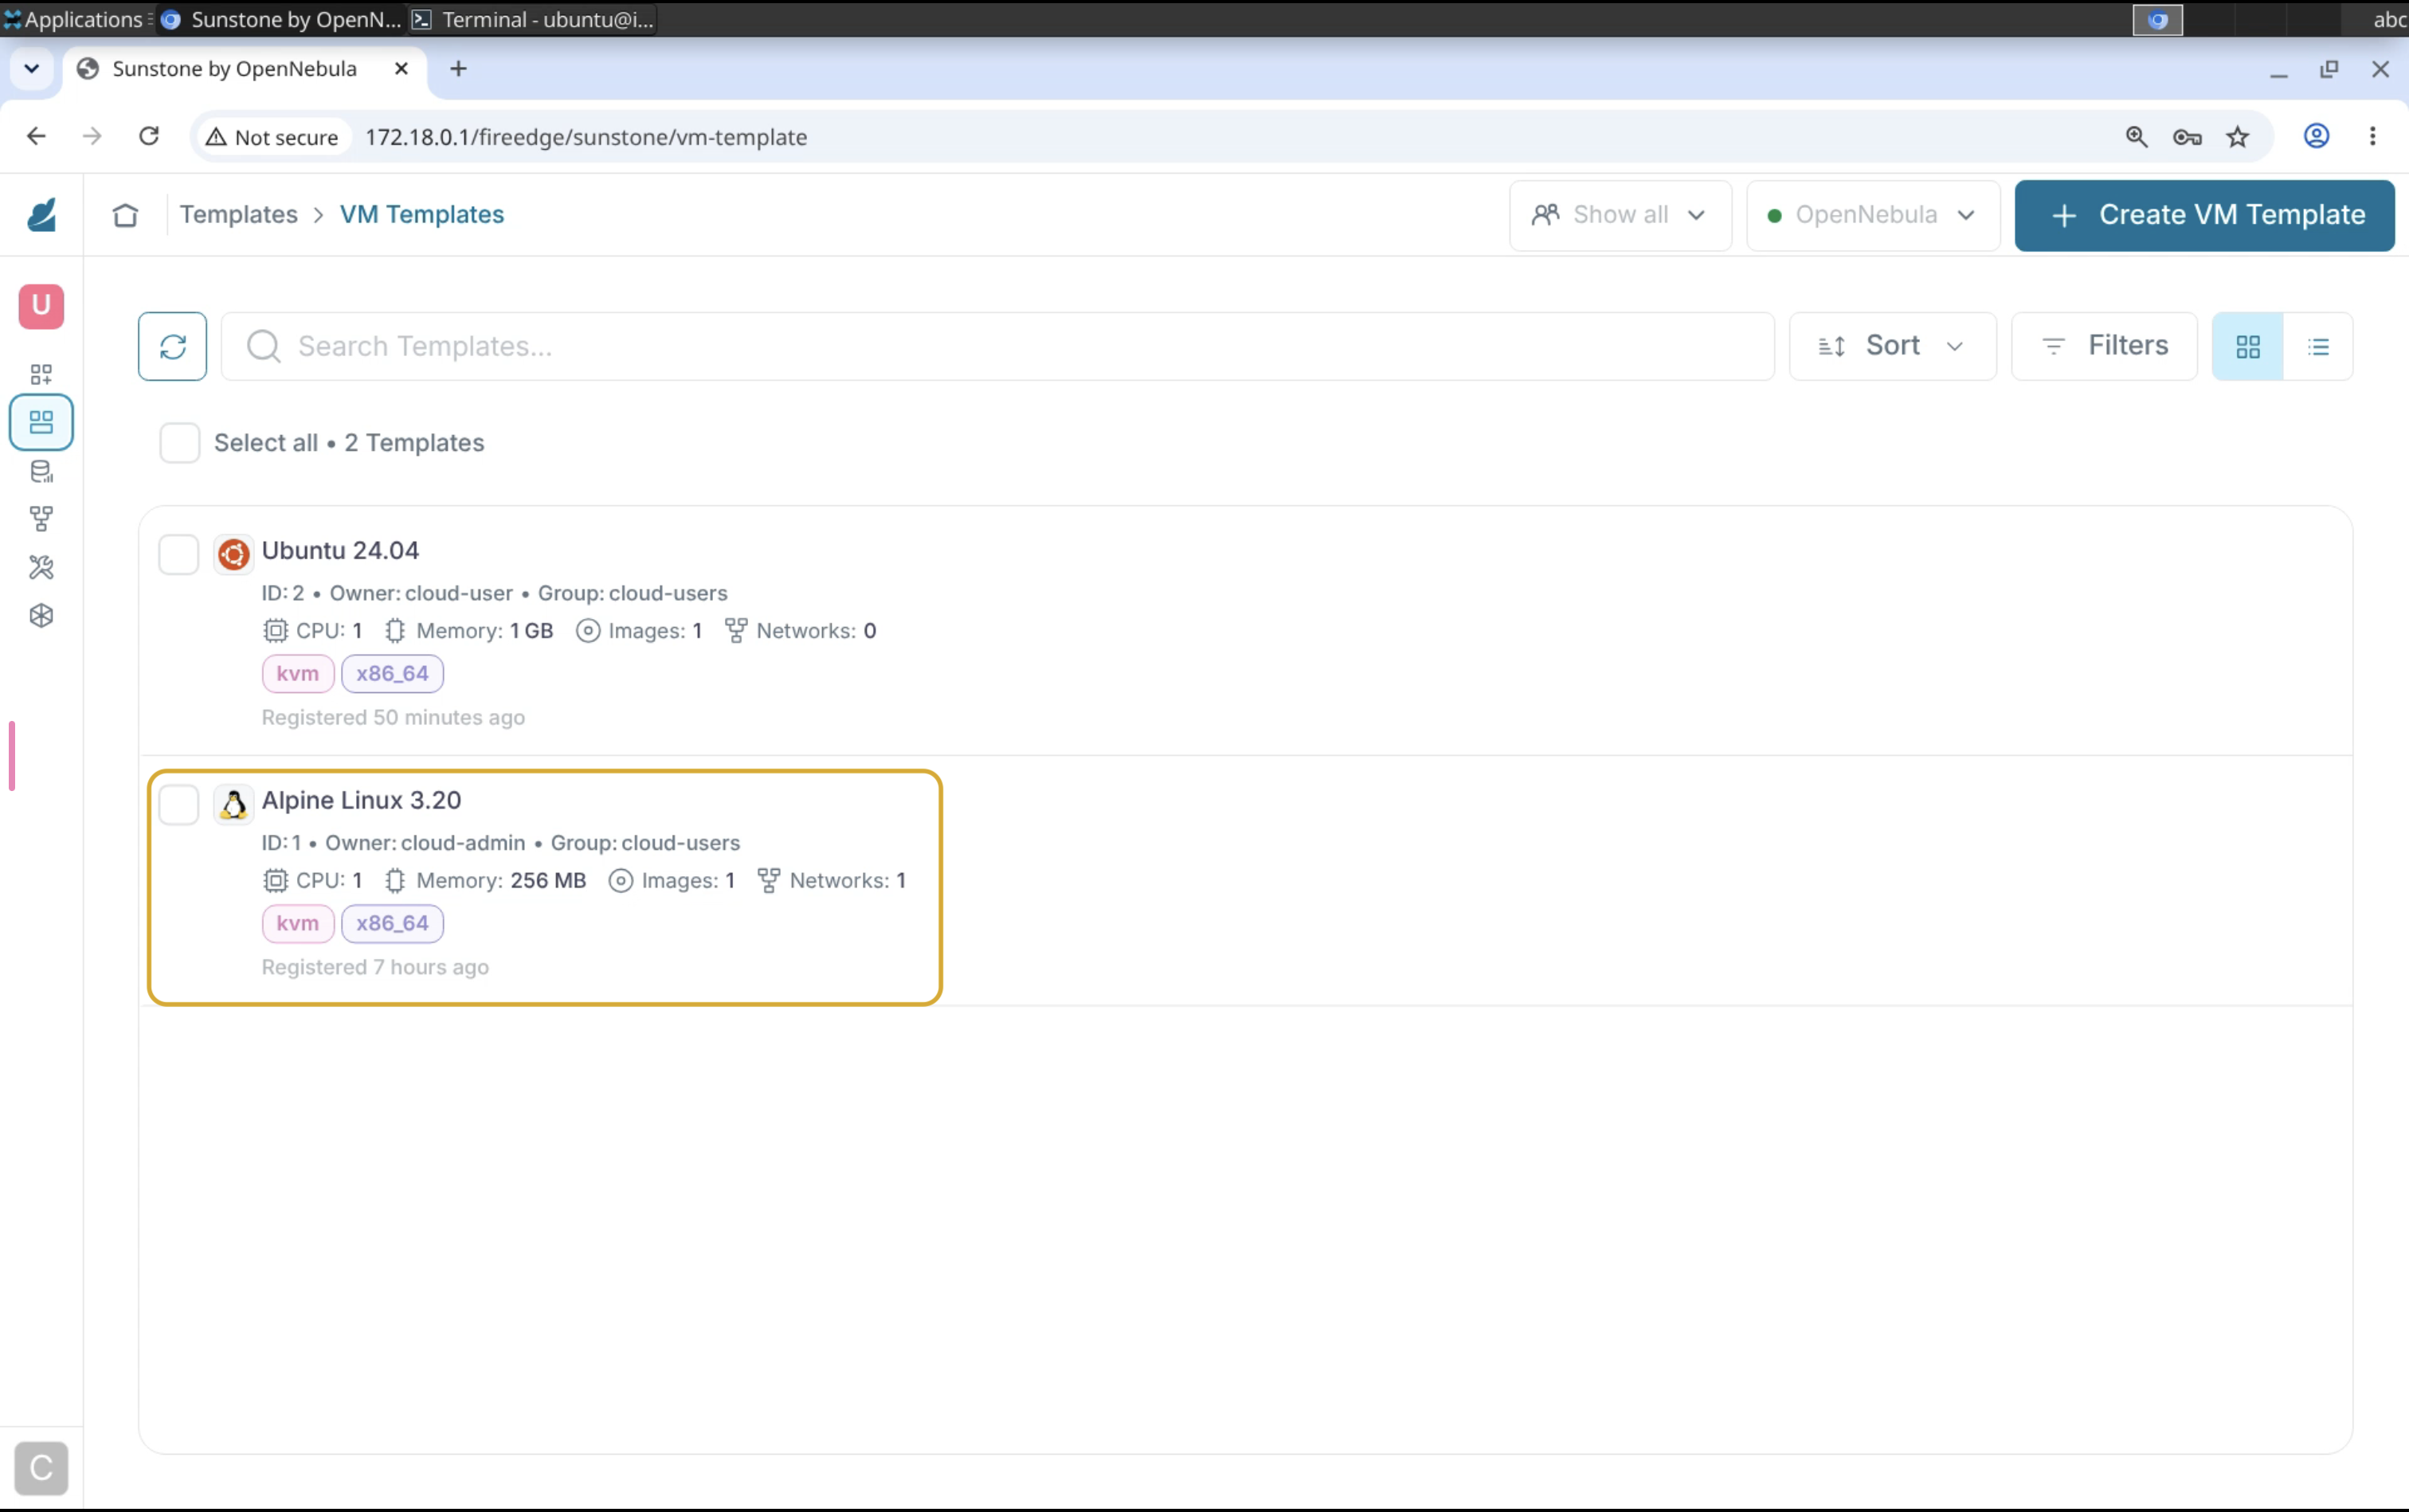 Applications Sunstone by OpenN... Terminal - ubuntu@i... abc
Sunstone by OpenNebula
Not secure 172.18.0.1/fireedge/sunstone/vm-template
Templates > VM Templates Show all OpenNebula + Create VM Template
U
Search Templates... Sort Filters
Select all • 2 Templates
Ubuntu 24.04
ID: 2 • Owner: cloud-user • Group: cloud-users
CPU: 1 Memory: 1 GB Images: 1 Networks: 0
kvm x86_64
Registered 50 minutes ago
Alpine Linux 3.20
ID: 1 • Owner: cloud-admin • Group: cloud-users
CPU: 1 Memory: 256 MB Images: 1 Networks: 1
kvm x86_64
Registered 7 hours ago
C